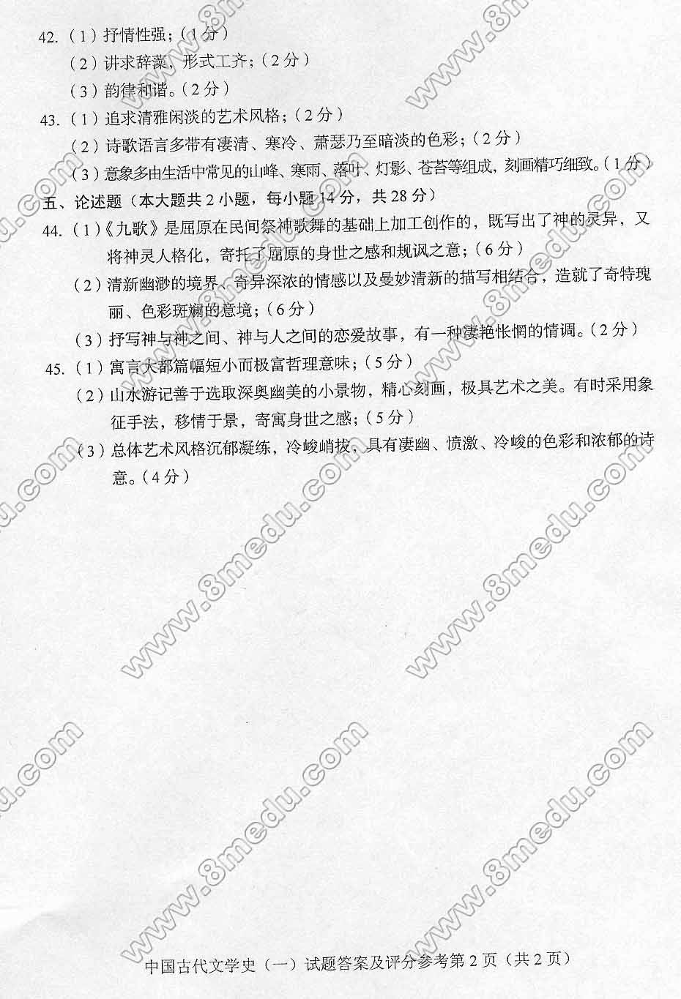 42.（1）抒情性强；（1分）
（2）讲求辞藻，形式工齐；（2分）
（3）韵律和谐。（2分）
43.（1）追求清雅闲淡的艺术风格；（2分）
（2）诗歌语言多带有凄清、寒冷、萧瑟乃至暗淡的色彩；（2分）
（3）意象多由生活中常见的山峰、寒雨、落叶、灯影、苍苔等组成，刻画精巧细致。（1分）
五、论述题（本大题共2小题，每小题14分，共28分）
44.（1）《九歌》是屈原在民间祭神歌舞的基础上加工创作的，既写出了神的灵异，又
将神灵人格化，寄托了屈原的身世之感和规讽之意；（6分）
（2）清新幽渺的境界、奇异深浓的情感以及曼妙清新的描写相结合，造就了奇特瑰
丽、色彩斑斓的意境；（6分）
（3）抒写神与神之间、神与人之间的恋爱故事，有一种凄艳怅惘的情调。（2分）
45.（1）寓言大都篇幅短小而极富哲理意味；（5分）
（2）山水游记善于选取深奥幽美的小景物，精心刻画，极具艺术之美。有时采用象
征手法，移情于景，寄寓身世之感；（5分）
（3）总体艺术风格沉郁凝练，冷峻峭拔，具有凄幽、愤激、冷峻的色彩和浓郁的诗
意。（4分）
www.8medu.com
中国古代文学史（一）试题答案及评分参考第2页（共2页）